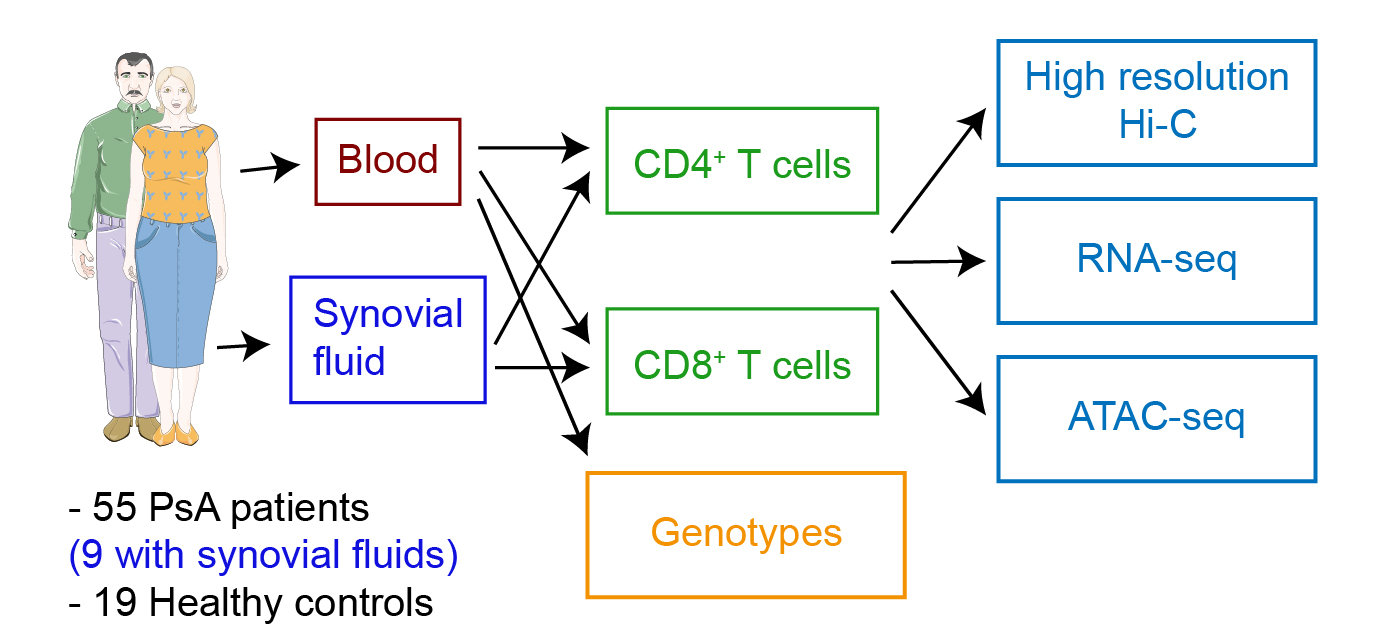 Blood
Synovial
fluid
CD4⁺ T cells
CD8⁺ T cells
Genotypes
High resolution
Hi-C
RNA-seq
ATAC-seq
- 55 PsA patients
(9 with synovial fluids)
- 19 Healthy controls